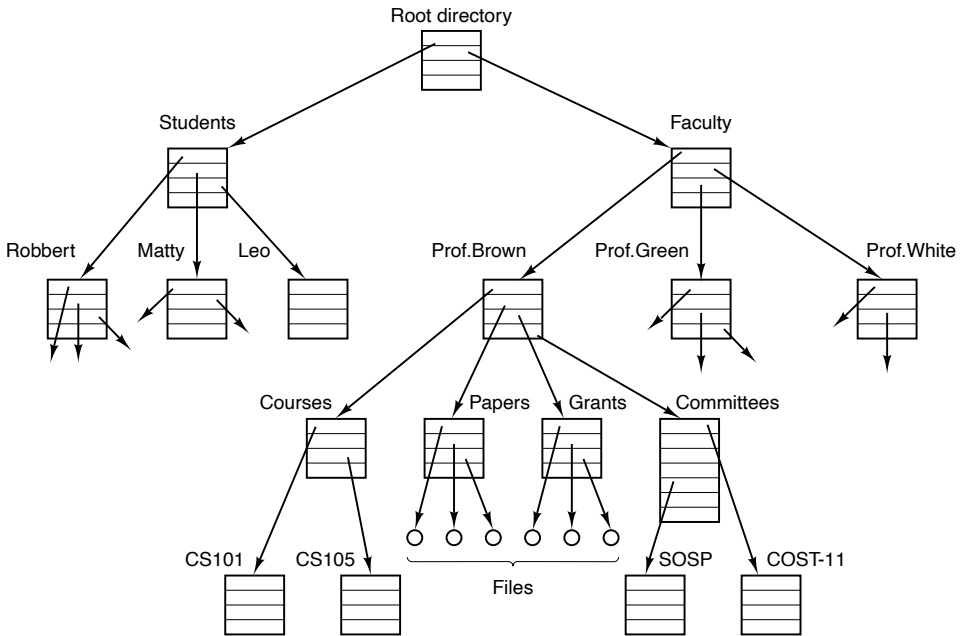 Root directory
Students
Faculty
Robbert
Matty
Leo
Prof.Brown
Prof.Green
Prof.White
Courses
Papers
Grants
Committees
CS101
CS105
Files
SOSP
COST-11